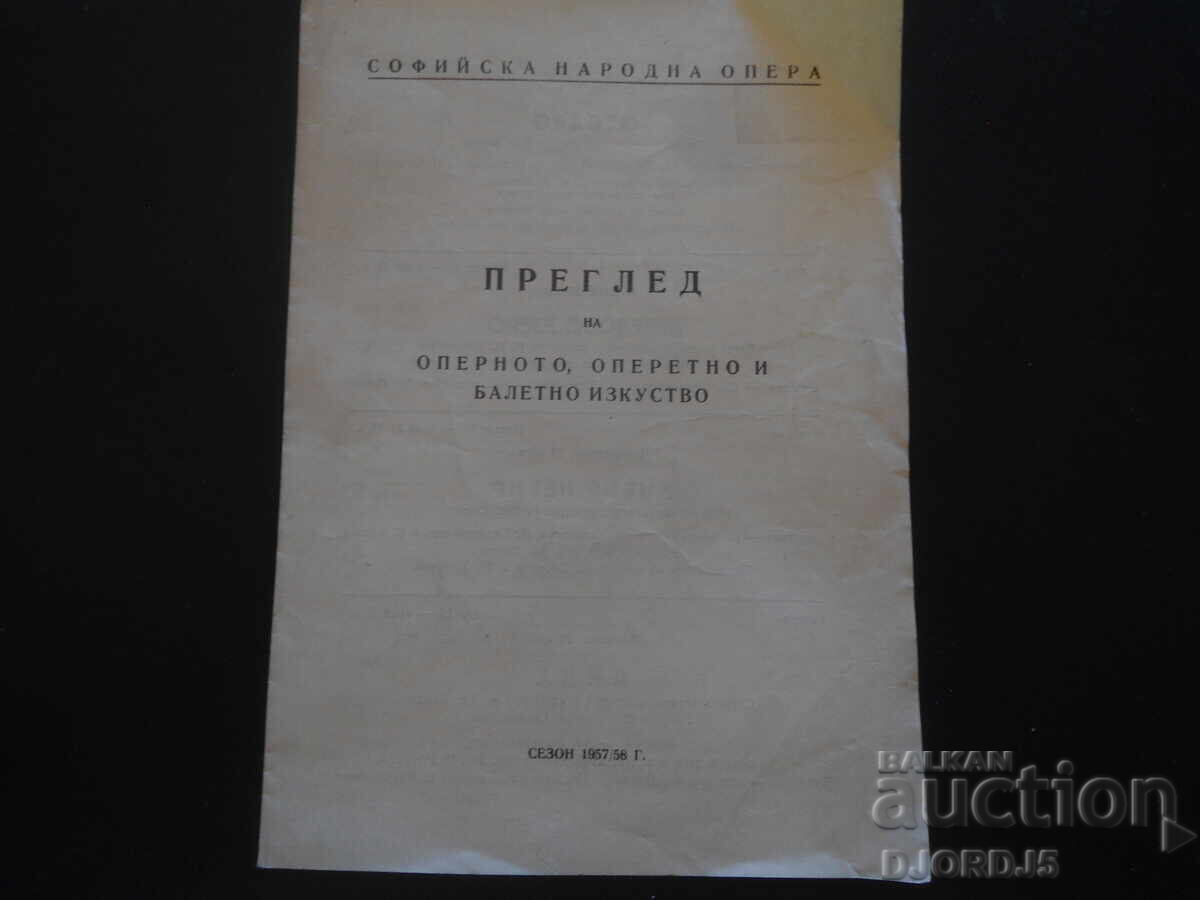 СОФИЙСКА НАРОДНА ОПЕРА
ПРЕГЛЕД
НА
ОПЕРНОТО, ОПЕРЕТНО И
БАЛЕТНО ИЗКУСТВО
СЕЗОН 1957/58 Г.
BALKAN
auction
DJORDJ5